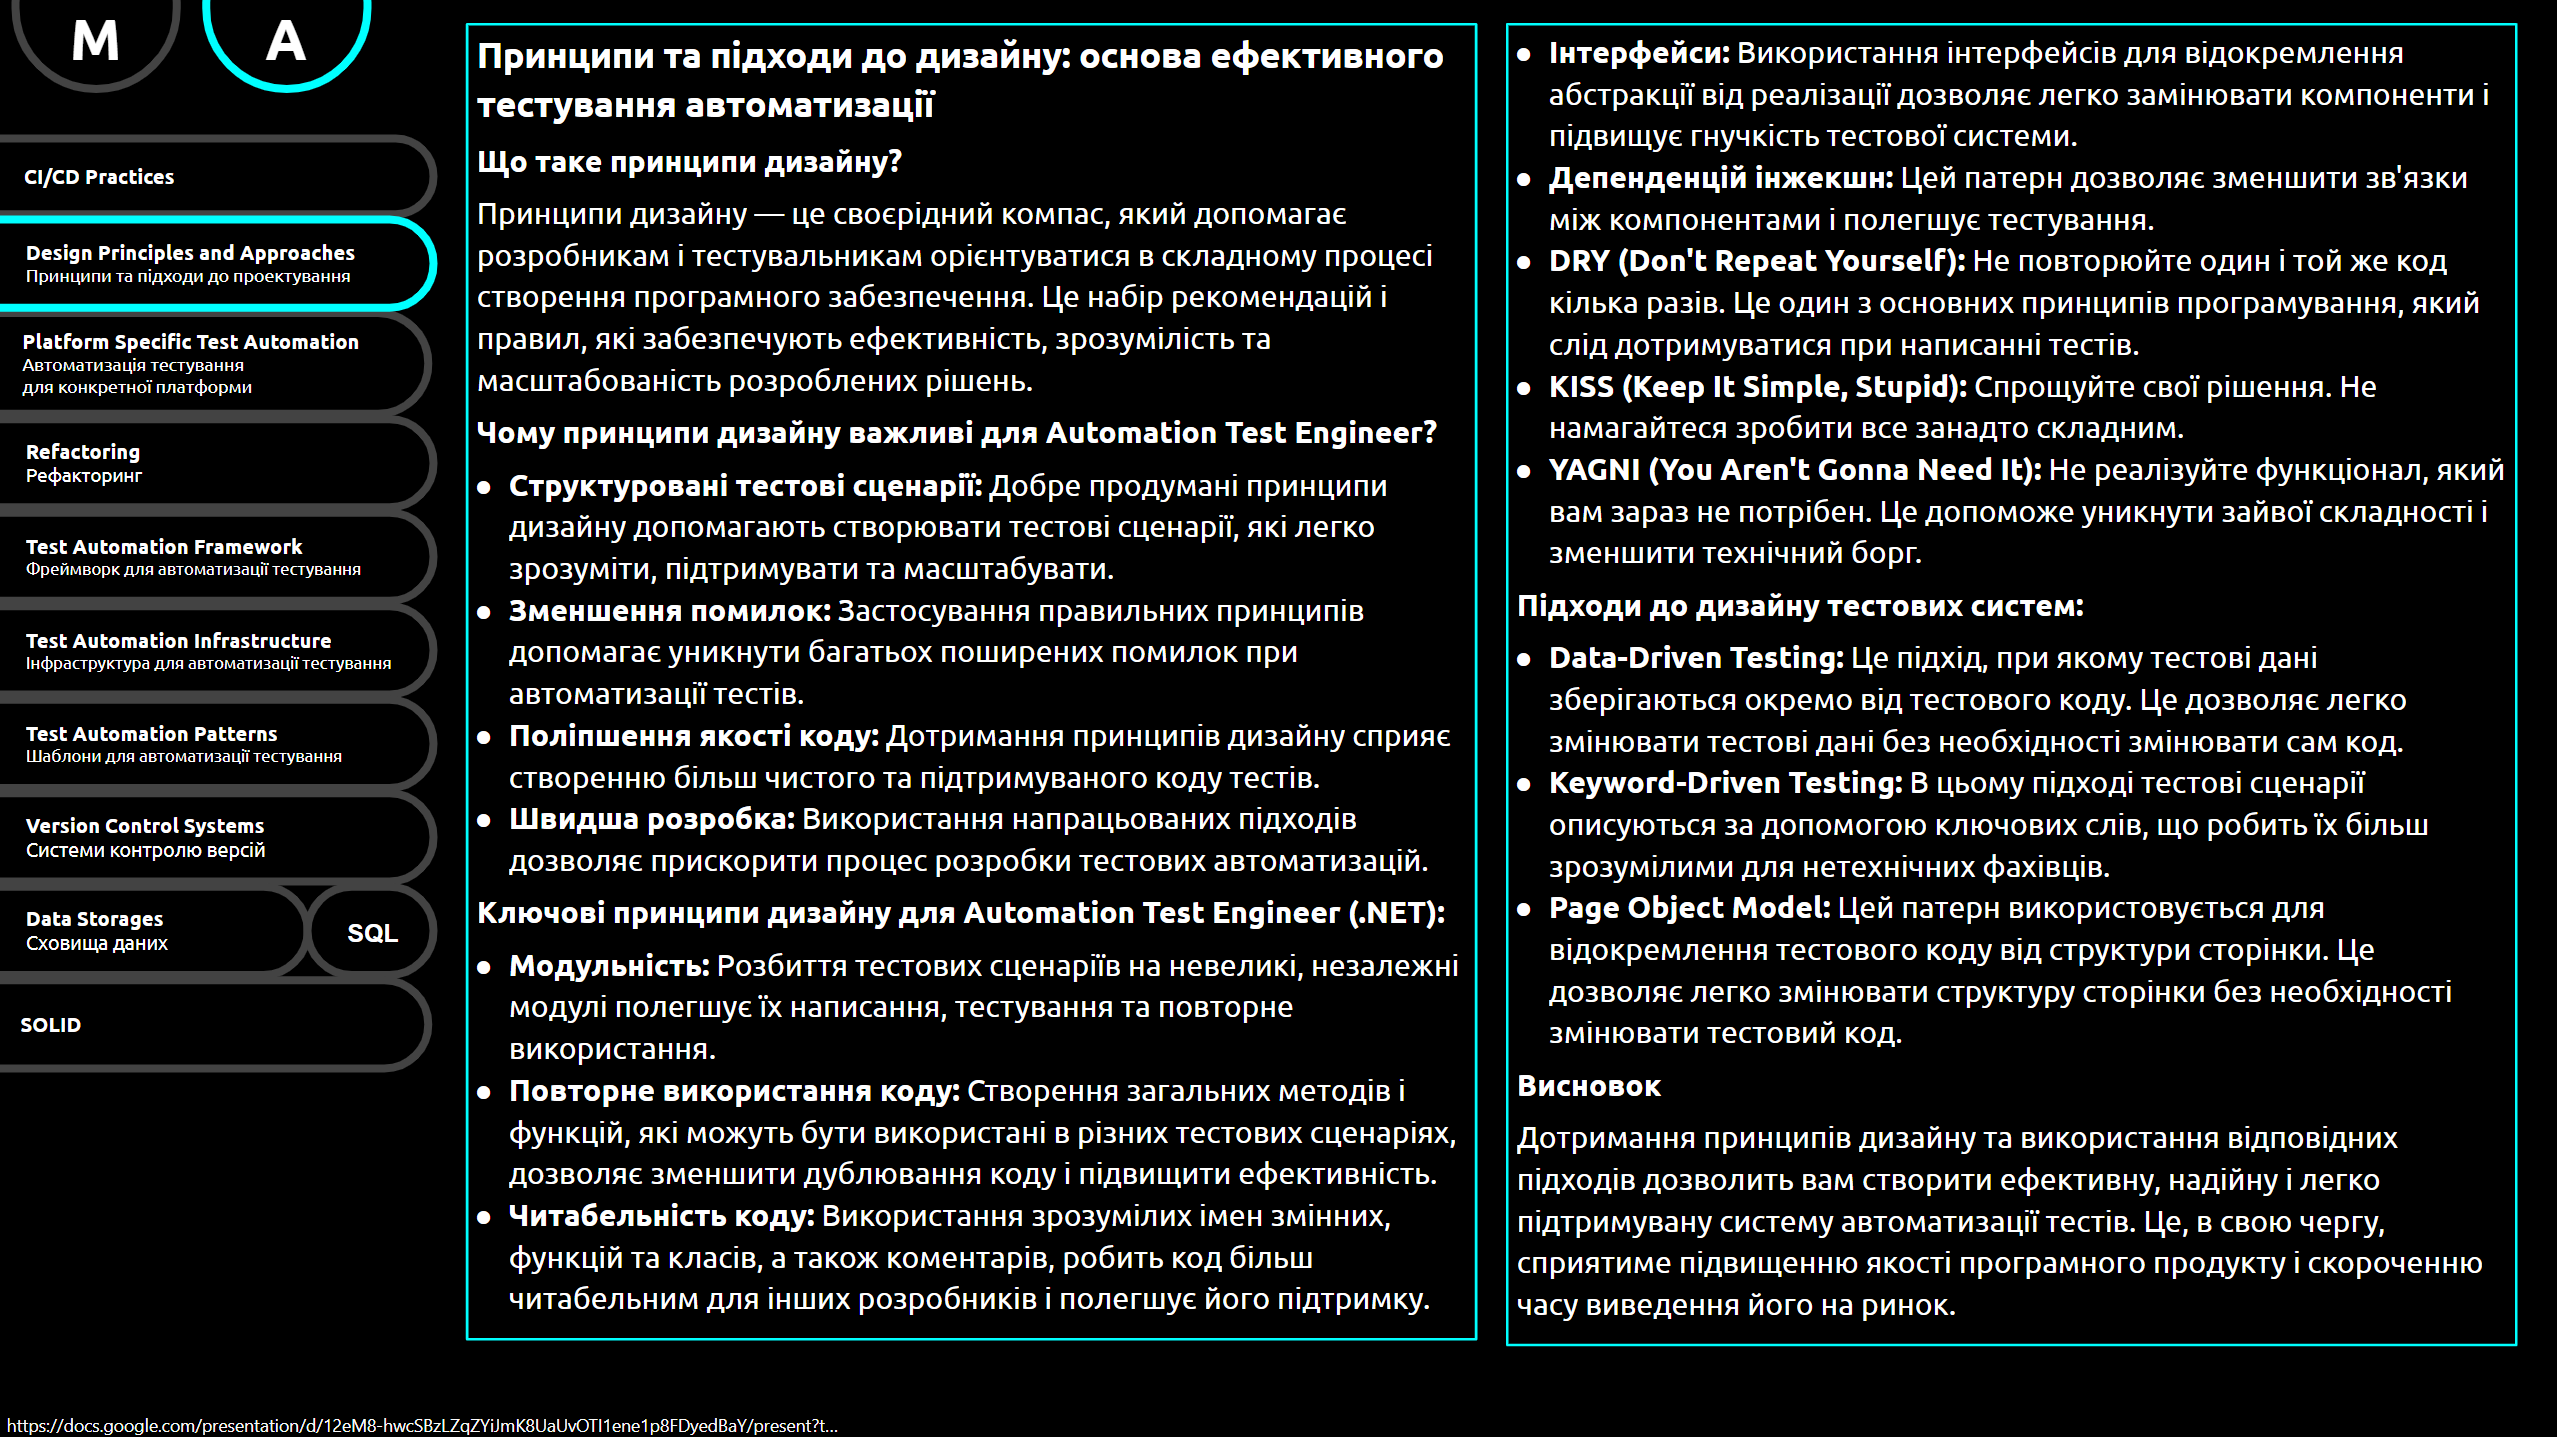 M
A
CI/CD Practices
Design Principles and Approaches
Принципи та підходи до проектування
Platform Specific Test Automation
Автоматизація тестування
для конкретної платформи
Refactoring
Рефакторинг
Test Automation Framework
Фреймворк для автоматизації тестування
Test Automation Infrastructure
Інфраструктура для автоматизації тестування
Test Automation Patterns
Шаблони для автоматизації тестування
Version Control Systems
Системи контролю версій
Data Storages
Сховища даних
SQL
SOLID
Принципи та підходи до дизайну: основа ефективного
тестування автоматизації
Що таке принципи дизайну?
Принципи дизайну — це своєрідний компас, який допомагає
розробникам і тестувальникам орієнтуватися в складному процесі
створення програмного забезпечення. Це набір рекомендацій і
правил, які забезпечують ефективність, зрозумілість та
масштабованість розроблених рішень.
Чому принципи дизайну важливі для Automation Test Engineer?
● Структуровані тестові сценарії: Добре продумані принципи
дизайну допомагають створювати тестові сценарії, які легко
зрозуміти, підтримувати та масштабувати.
● Зменшення помилок: Застосування правильних принципів
допомагає уникнути багатьох поширених помилок при
автоматизації тестів.
● Поліпшення якості коду: Дотримання принципів дизайну сприяє
створенню більш чистого та підтримуваного коду тестів.
● Швидша розробка: Використання напрацьованих підходів
дозволяє прискорити процес розробки тестових автоматизацій.
Ключові принципи дизайну для Automation Test Engineer (.NET):
● Модульність: Розбиття тестових сценаріїв на невеликі, незалежні
модулі полегшує їх написання, тестування та повторне
використання.
● Повторне використання коду: Створення загальних методів і
функцій, які можуть бути використані в різних тестових сценаріях,
дозволяє зменшити дублювання коду і підвищити ефективність.
● Читабельність коду: Використання зрозумілих імен змінних,
функцій та класів, а також коментарів, робить код більш
читабельним для інших розробників і полегшує його підтримку.
● Інтерфейси: Використання інтерфейсів для відокремлення
абстракції від реалізації дозволяє легко замінювати компоненти і
підвищує гнучкість тестової системи.
● Депенденцій інжекшн: Цей патерн дозволяє зменшити зв'язки
між компонентами і полегшує тестування.
● DRY (Don't Repeat Yourself): Не повторюйте один і той же код
кілька разів. Це один з основних принципів програмування, який
слід дотримуватися при написанні тестів.
● KISS (Keep It Simple, Stupid): Спрощуйте свої рішення. Не
намагайтеся зробити все занадто складним.
● YAGNI (You Aren't Gonna Need It): Не реалізуйте функціонал, який
вам зараз не потрібен. Це допоможе уникнути зайвої складності і
зменшити технічний борг.
Підходи до дизайну тестових систем:
● Data-Driven Testing: Це підхід, при якому тестові дані
зберігаються окремо від тестового коду. Це дозволяє легко
змінювати тестові дані без необхідності змінювати сам код.
● Keyword-Driven Testing: В цьому підході тестові сценарії
описуються за допомогою ключових слів, що робить їх більш
зрозумілими для нетехнічних фахівців.
● Page Object Model: Цей патерн використовується для
відокремлення тестового коду від структури сторінки. Це
дозволяє легко змінювати структуру сторінки без необхідності
змінювати тестовий код.
Висновок
Дотримання принципів дизайну та використання відповідних
підходів дозволить вам створити ефективну, надійну і легко
підтримувану систему автоматизації тестів. Це, в свою чергу,
сприятиме підвищенню якості програмного продукту і скороченню
часу виведення його на ринок.
https://docs.google.com/presentation/d/12eM8-hwcSBzLZqZYiJmK8UaUvOTI1ene1p8FDyedBaY/present?t...